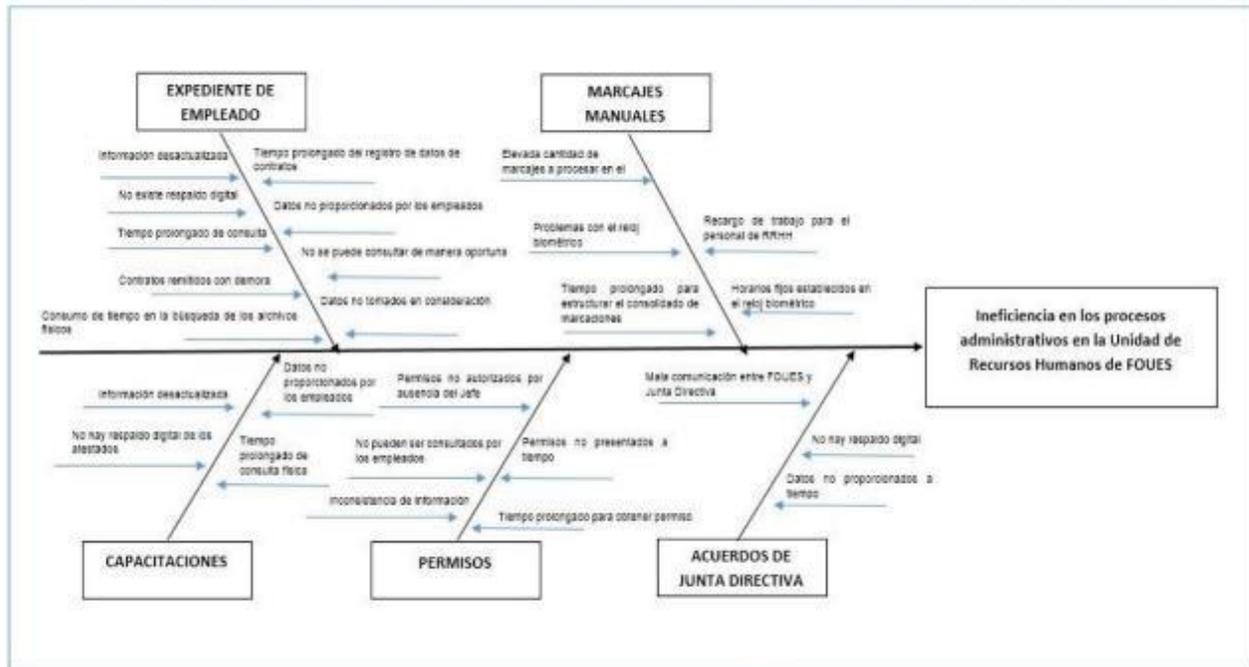 EXPEDIENTE DE
EMPLEADO
MARCAJES
MANUALES
Información desactualizada
Tiempo prolongado del registro de datos de
contratos
No existe respaldo digital
Datos no proporcionados por los empleados
Tiempo prolongado de consulta
No se puede consultar de manera oportuna
Contratos remitidos con demora
Datos no tomados en consideración
Consumo de tiempo en la búsqueda de los archivos
físicos
Elevada cantidad de
marcajes a procesar en el
Problemas con el reloj
biométrico
Recargo de trabajo para el
personal de RRHH
Tiempo prolongado para
estructurar el consolidado de
marcaciones
Horarios fijos establecidos en
el reloj biométrico
Ineficiencia en los procesos
administrativos en la Unidad de
Recursos Humanos de FOUES
Datos no
proporcionados por
los empleados
Información desactualizada
No hay respaldo digital de los
atestados
Tiempo
prolongado de
consulta física
Permisos no autorizados por
ausencia del Jefe
No pueden ser consultados por
los empleados
Permisos no presentados a
tiempo
Inconsistencia de información
Tiempo prolongado para obtener permiso
Mala comunicación entre FOUES y
Junta Directiva
No hay respaldo digital
Datos no proporcionados a
tiempo
CAPACITACIONES
PERMISOS
ACUERDOS DE
JUNTA DIRECTIVA